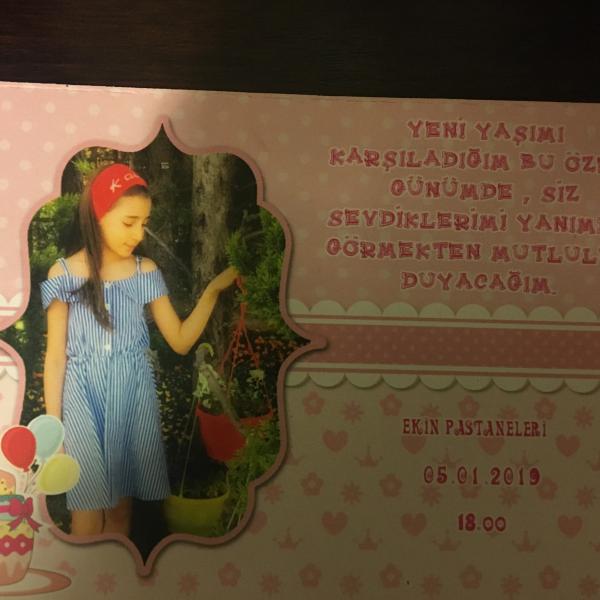 YENİ YAŞIMI
KARŞILADIĞIM BU
GÜNÜMDE , SİZ
SEVDİKLERİMİ
GÖRMEKTEN
DUYACAĞIM.
EKİN PASTANELERİ
05.01.2019
18.00